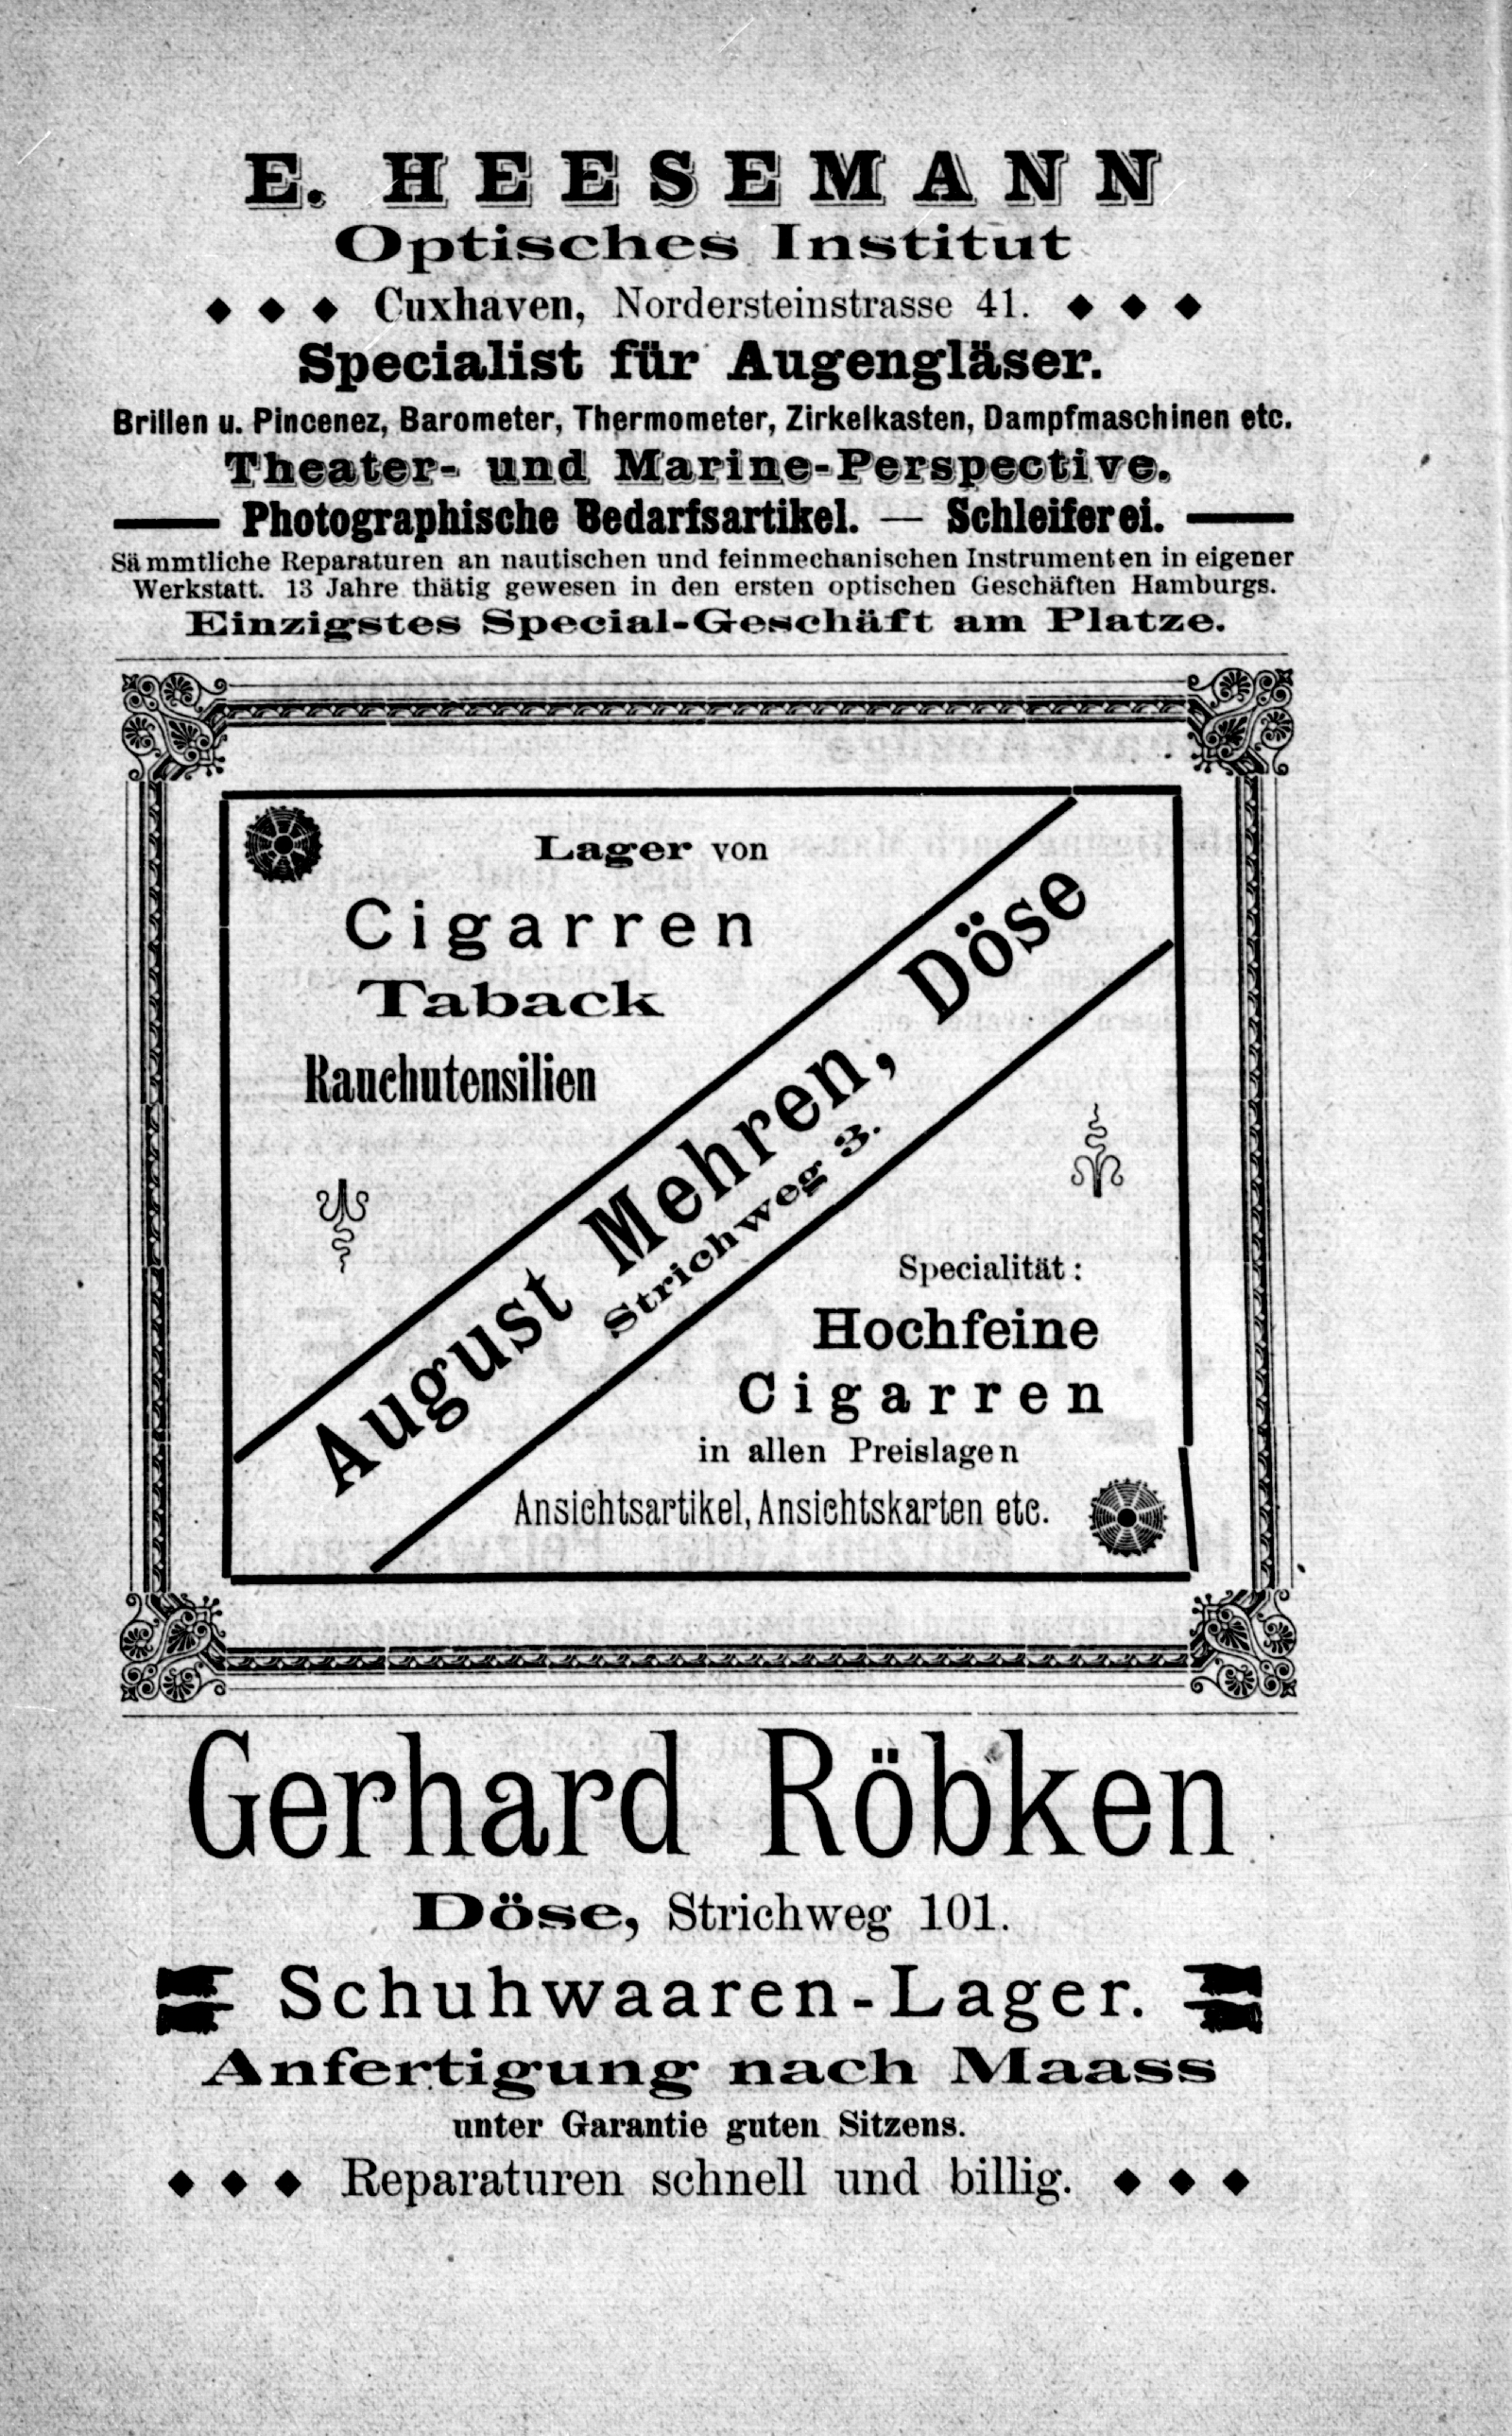 E. HEESEMANN
Optisches Institut
Cuxhaven, Nordersteinstrasse 41.
Specialist für Augengläser.
Brillen u. Pincenez, Barometer, Thermometer, Zirkelkasten, Dampfmaschinen etc.
Theater- und Marine-Perspective.
Photographische Bedarfsartikel. — Schleiferei.
Sämmtliche Reparaturen an nautischen und feinmechanischen Instrumenten in eigener
Werkstatt. 13 Jahre thätig gewesen in den ersten optischen Geschäften Hamburgs.
Einzigstes Special-Geschäft am Platze.
Lager von
Cigarren
Taback
Rauchutensilien
August Mehren, Döse
Strichweg 3.
Specialität:
Hochfeine
Cigarren
in allen Preislagen
Ansichtsartikel, Ansichtskarten etc.
Gerhard Röbken
Döse, Strichweg 101.
Schuhwaaren-Lager.
Anfertigung nach Maass
unter Garantie guten Sitzens.
Reparaturen schnell und billig.